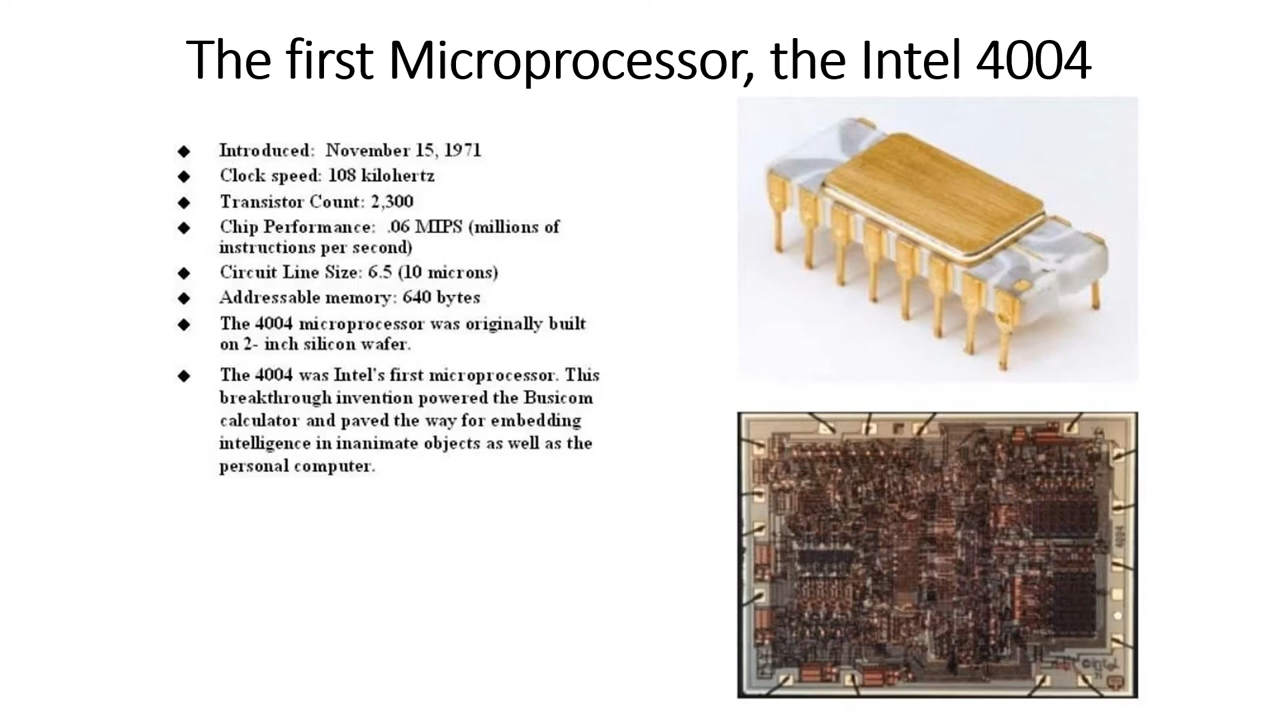 The first Microprocessor, the Intel 4004
Introduced: November 15, 1971
Clock speed: 108 kilohertz
Transistor Count: 2,300
Chip Performance: .06 MIPS (millions of
instructions per second)
Circuit Line Size: 6.5 (10 microns)
Addressable memory: 640 bytes
The 4004 microprocessor was originally built
on 2- inch silicon wafer.
The 4004 was Intel's first microprocessor. This
breakthrough invention powered the Busicom
calculator and paved the way for embedding
intelligence in inanimate objects as well as the
personal computer.
4004
©intel